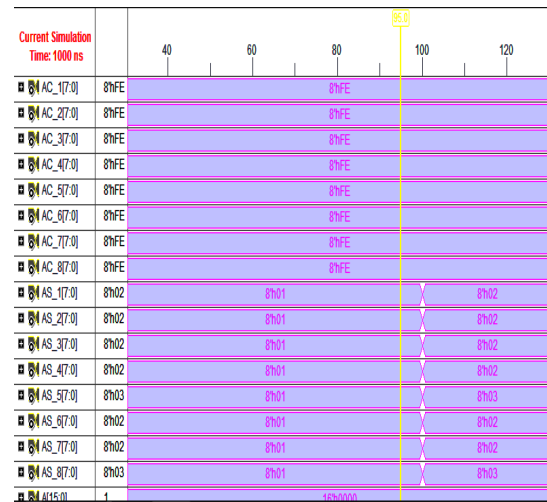 95.0
Current Simulation
Time: 1000 ns
40 60 80 100 120
AC_1[7:0] 8'hFE 8'hFE
AC_2[7:0] 8'hFE 8'hFE
AC_3[7:0] 8'hFE 8'hFE
AC_4[7:0] 8'hFE 8'hFE
AC_5[7:0] 8'hFE 8'hFE
AC_6[7:0] 8'hFE 8'hFE
AC_7[7:0] 8'hFE 8'hFE
AC_8[7:0] 8'hFE 8'hFE
AS_1[7:0] 8'h02 8'h01 8'h02
AS_2[7:0] 8'h02 8'h01 8'h02
AS_3[7:0] 8'h02 8'h01 8'h02
AS_4[7:0] 8'h02 8'h01 8'h02
AS_5[7:0] 8'h03 8'h01 8'h03
AS_6[7:0] 8'h02 8'h01 8'h02
AS_7[7:0] 8'h02 8'h01 8'h02
AS_8[7:0] 8'h03 8'h01 8'h03
A[15:0] 1 16'h0000